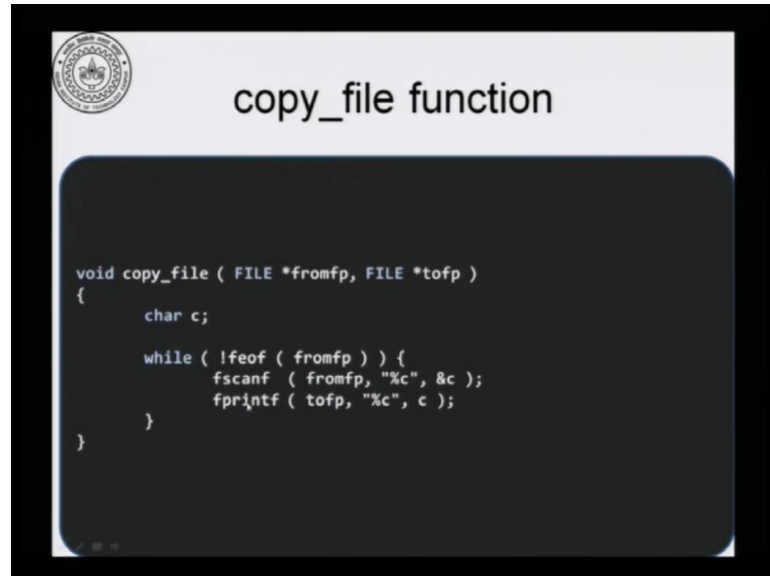 copy_file function
void copy_file ( FILE *fromfp, FILE *tofp )
{
char c;
while ( !feof ( fromfp ) ) {
fscanf ( fromfp, "%c", &c );
fprintf ( tofp, "%c", c );
}
}